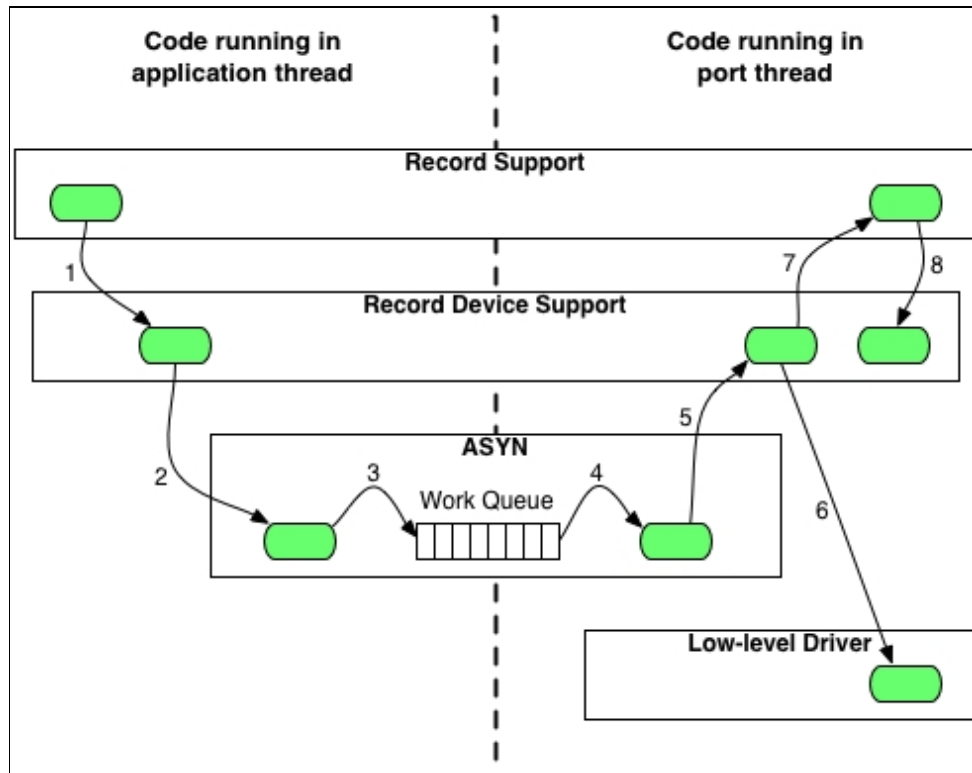 Code running in
application thread
Code running in
port thread
Record Support
1
7
8
Record Device Support
2
5
6
ASYN
3
4
Work Queue
Low-level Driver